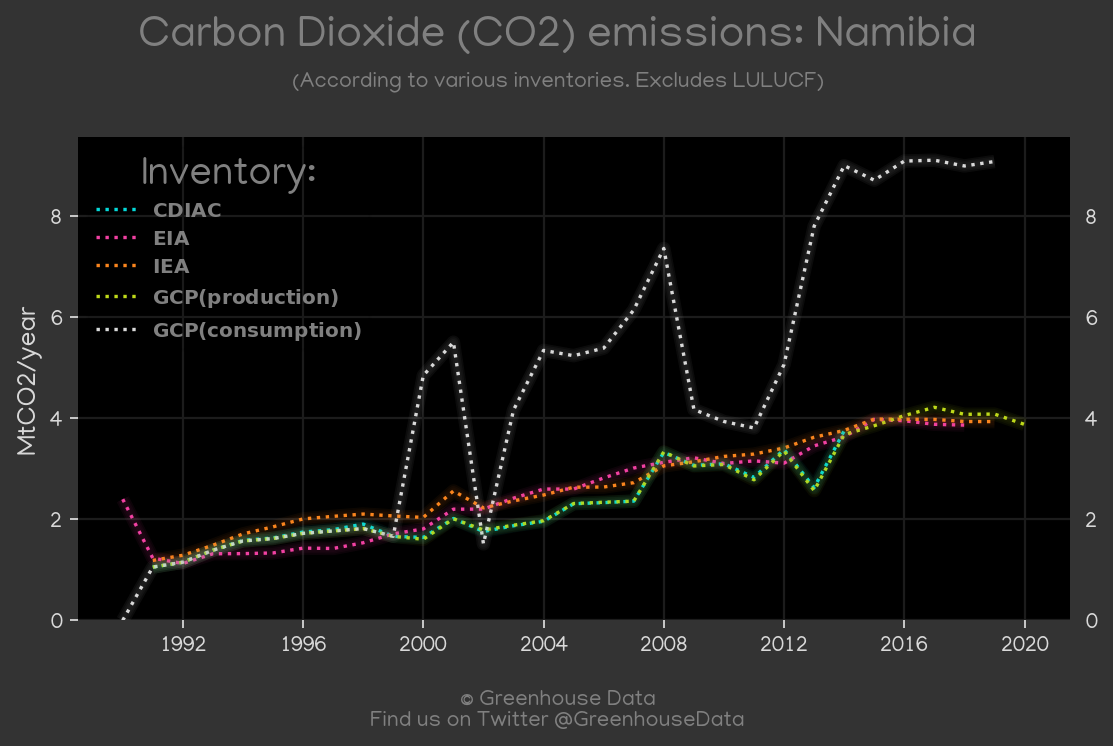 Carbon Dioxide (CO2) emissions: Namibia
(According to various inventories. Excludes LULUCF)
Inventory:
CDIAC
EIA
IEA
GCP(production)
GCP(consumption)
MtCO2/year
8
6
4
2
0
8
6
4
2
0
1992 1996 2000 2004 2008 2012 2016 2020
© Greenhouse Data
Find us on Twitter @GreenhouseData